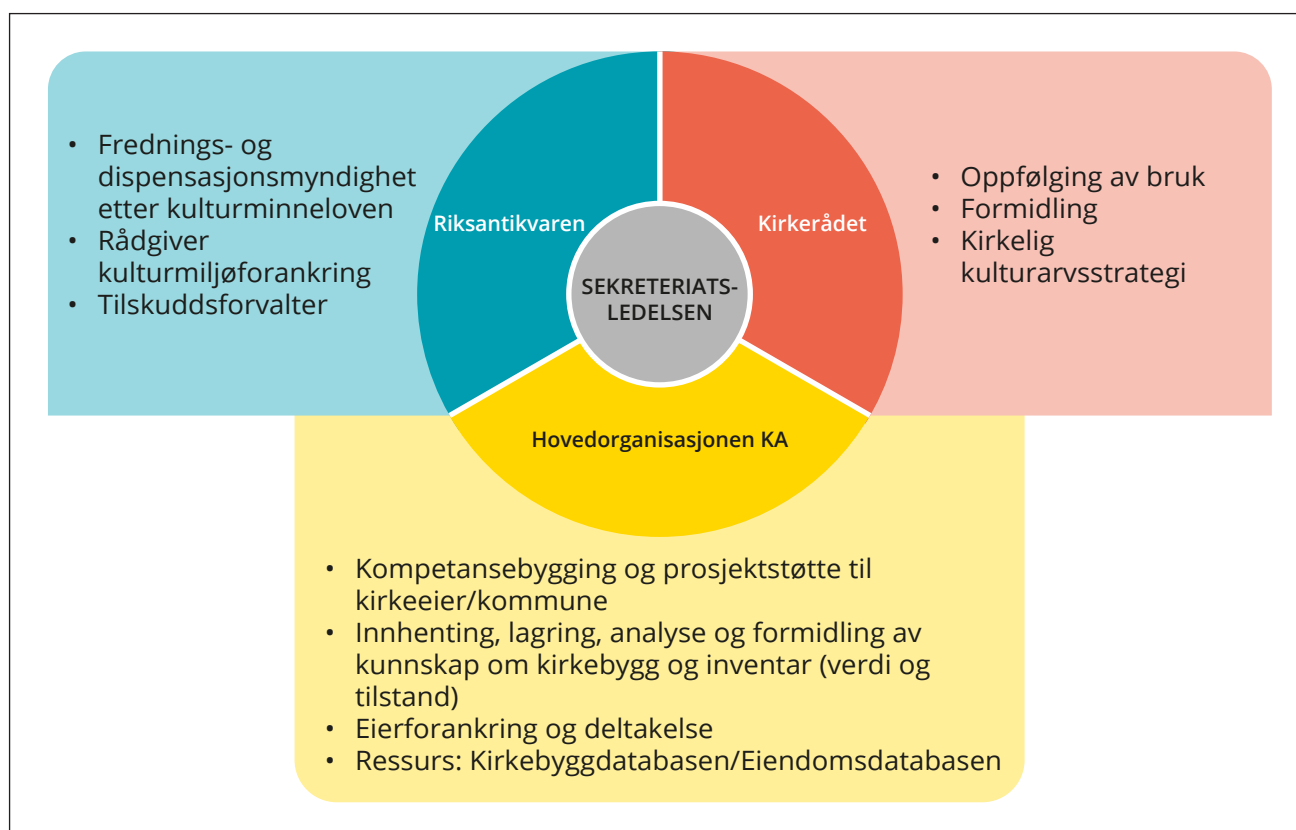 • Frednings- og
dispensasjonsmyndighet
etter kulturminneloven
• Rådgiver
kulturmiljøforankring
• Tilskuddsforvalter
Riksantikvaren
SEKRETERIATS-
LEDELSEN
Kirkerådet
• Oppfølging av bruk
• Formidling
• Kirkelig
kulturarvsstrategi
Hovedorganisasjonen KA
• Kompetansebygging og prosjektstøtte til
kirkeeier/kommune
• Innhenting, lagring, analyse og formidling av
kunnskap om kirkebygg og inventar (verdi og
tilstand)
• Eierforankring og deltakelse
• Ressurs: Kirkebyggdatabasen/Eiendomsdatabasen